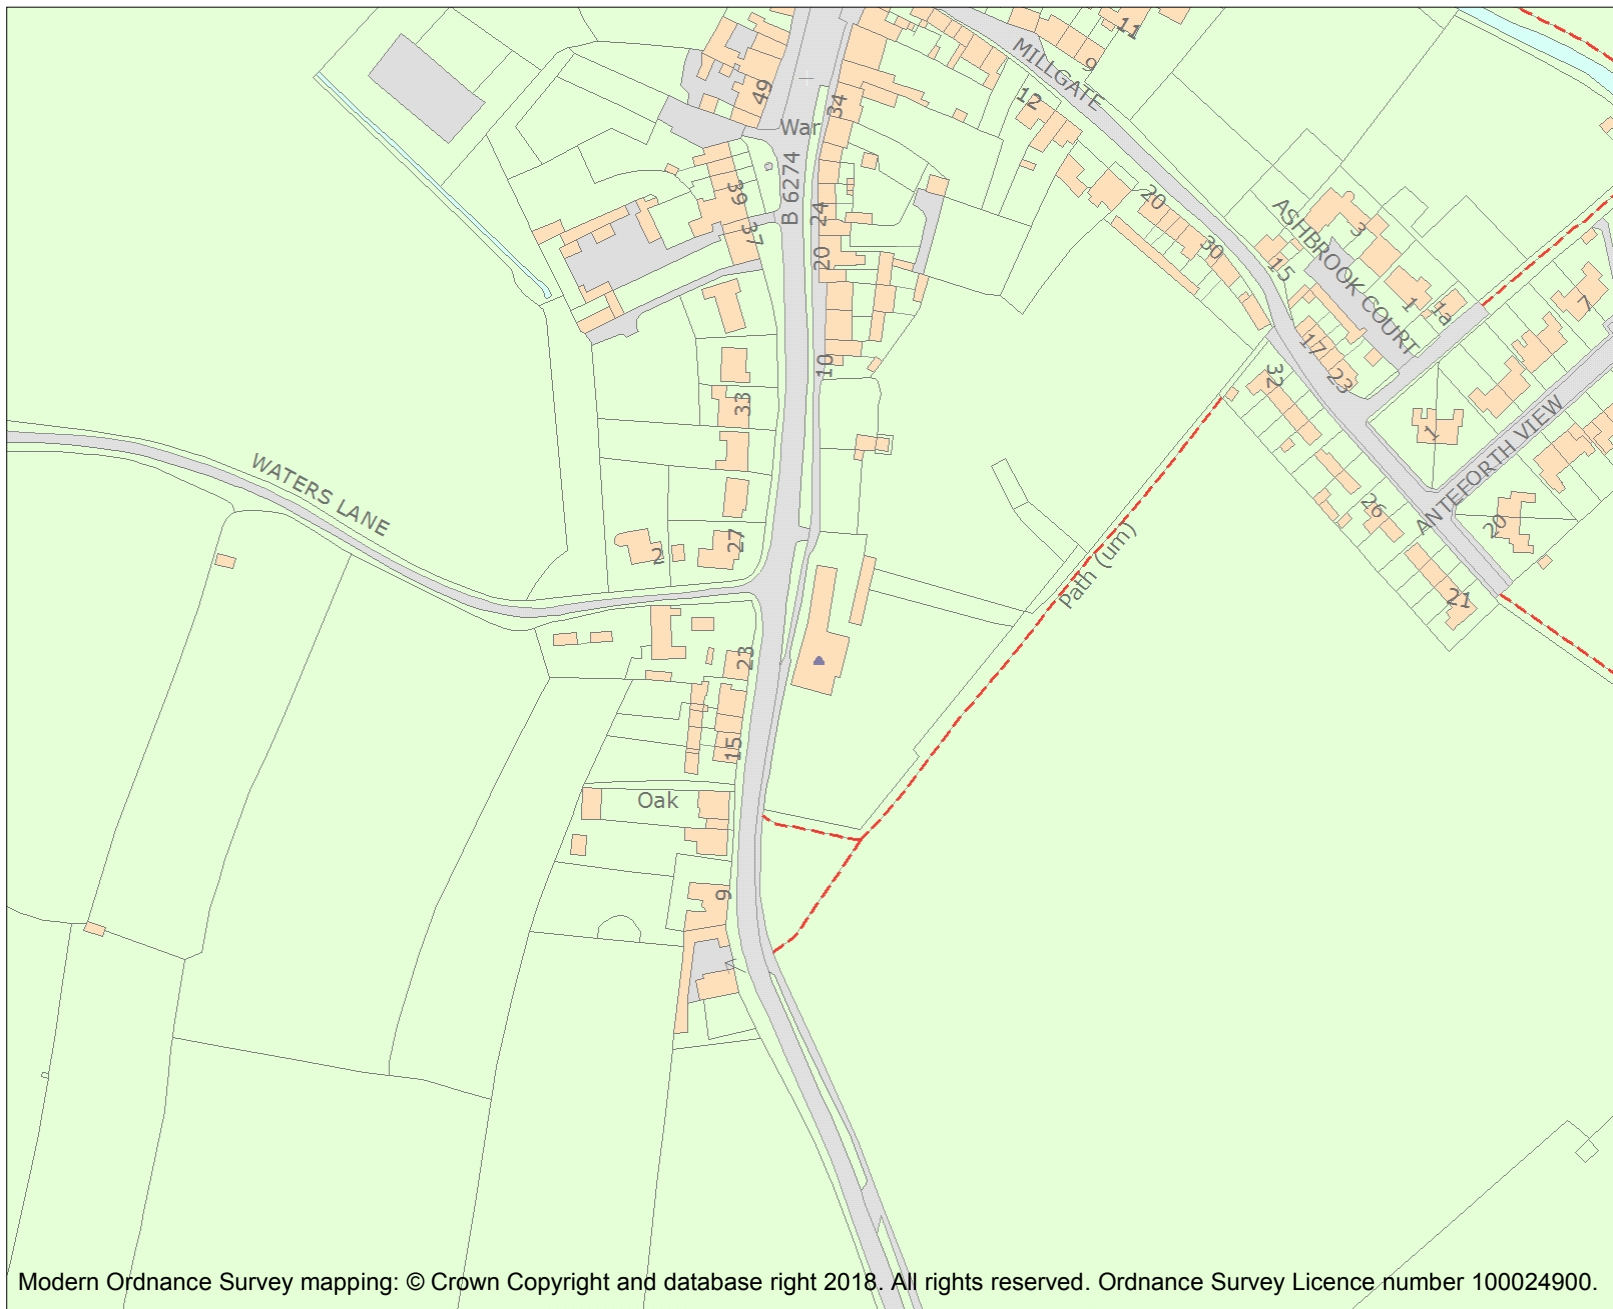 11
9
MILLGATE
49
34
12
War
B 6274
39
37
24
20
20
30
ASHBROOK COURT
3
15
1
1a
7
10
17
23
32
33
WATERS LANE
1
ANTEFORTH VIEW
26
20
27
2
Path (um)
21
23
15
Oak
9
Modern Ordnance Survey mapping: © Crown Copyright and database right 2018. All rights reserved. Ordnance Survey Licence number 100024900.